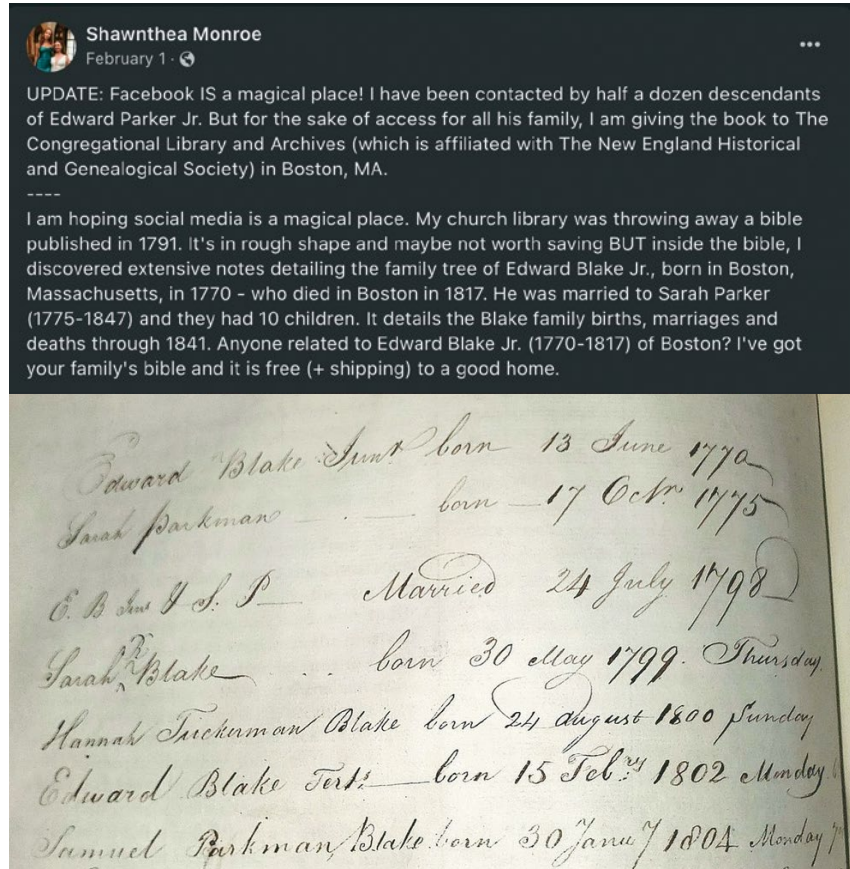 Shawnthea Monroe
February 1 ·
UPDATE: Facebook IS a magical place! I have been contacted by half a dozen descendants
of Edward Parker Jr. But for the sake of access for all his family, I am giving the book to The
Congregational Library and Archives (which is affiliated with The New England Historical
and Genealogical Society) in Boston, MA.
----
I am hoping social media is a magical place. My church library was throwing away a bible
published in 1791. It's in rough shape and maybe not worth saving BUT inside the bible, I
discovered extensive notes detailing the family tree of Edward Blake Jr., born in Boston,
Massachusetts, in 1770 - who died in Boston in 1817. He was married to Sarah Parker
(1775-1847) and they had 10 children. It details the Blake family births, marriages and
deaths through 1841. Anyone related to Edward Blake Jr. (1770-1817) of Boston? I've got
your family's bible and it is free (+ shipping) to a good home.
Edward Blake Junr born 13 June 1770
Sarah Parkman born 17 Octr 1775
E. B Junr & S. P Married 24 July 1798
Sarah P Blake born 30 May 1799. Thursday
Hannah Tuckerman Blake born 24 august 1800 Sunday
Edward Blake Tert: born 15 Febry 1802 Monday
Samuel Parkman Blake born 30 Januy 1804 Monday